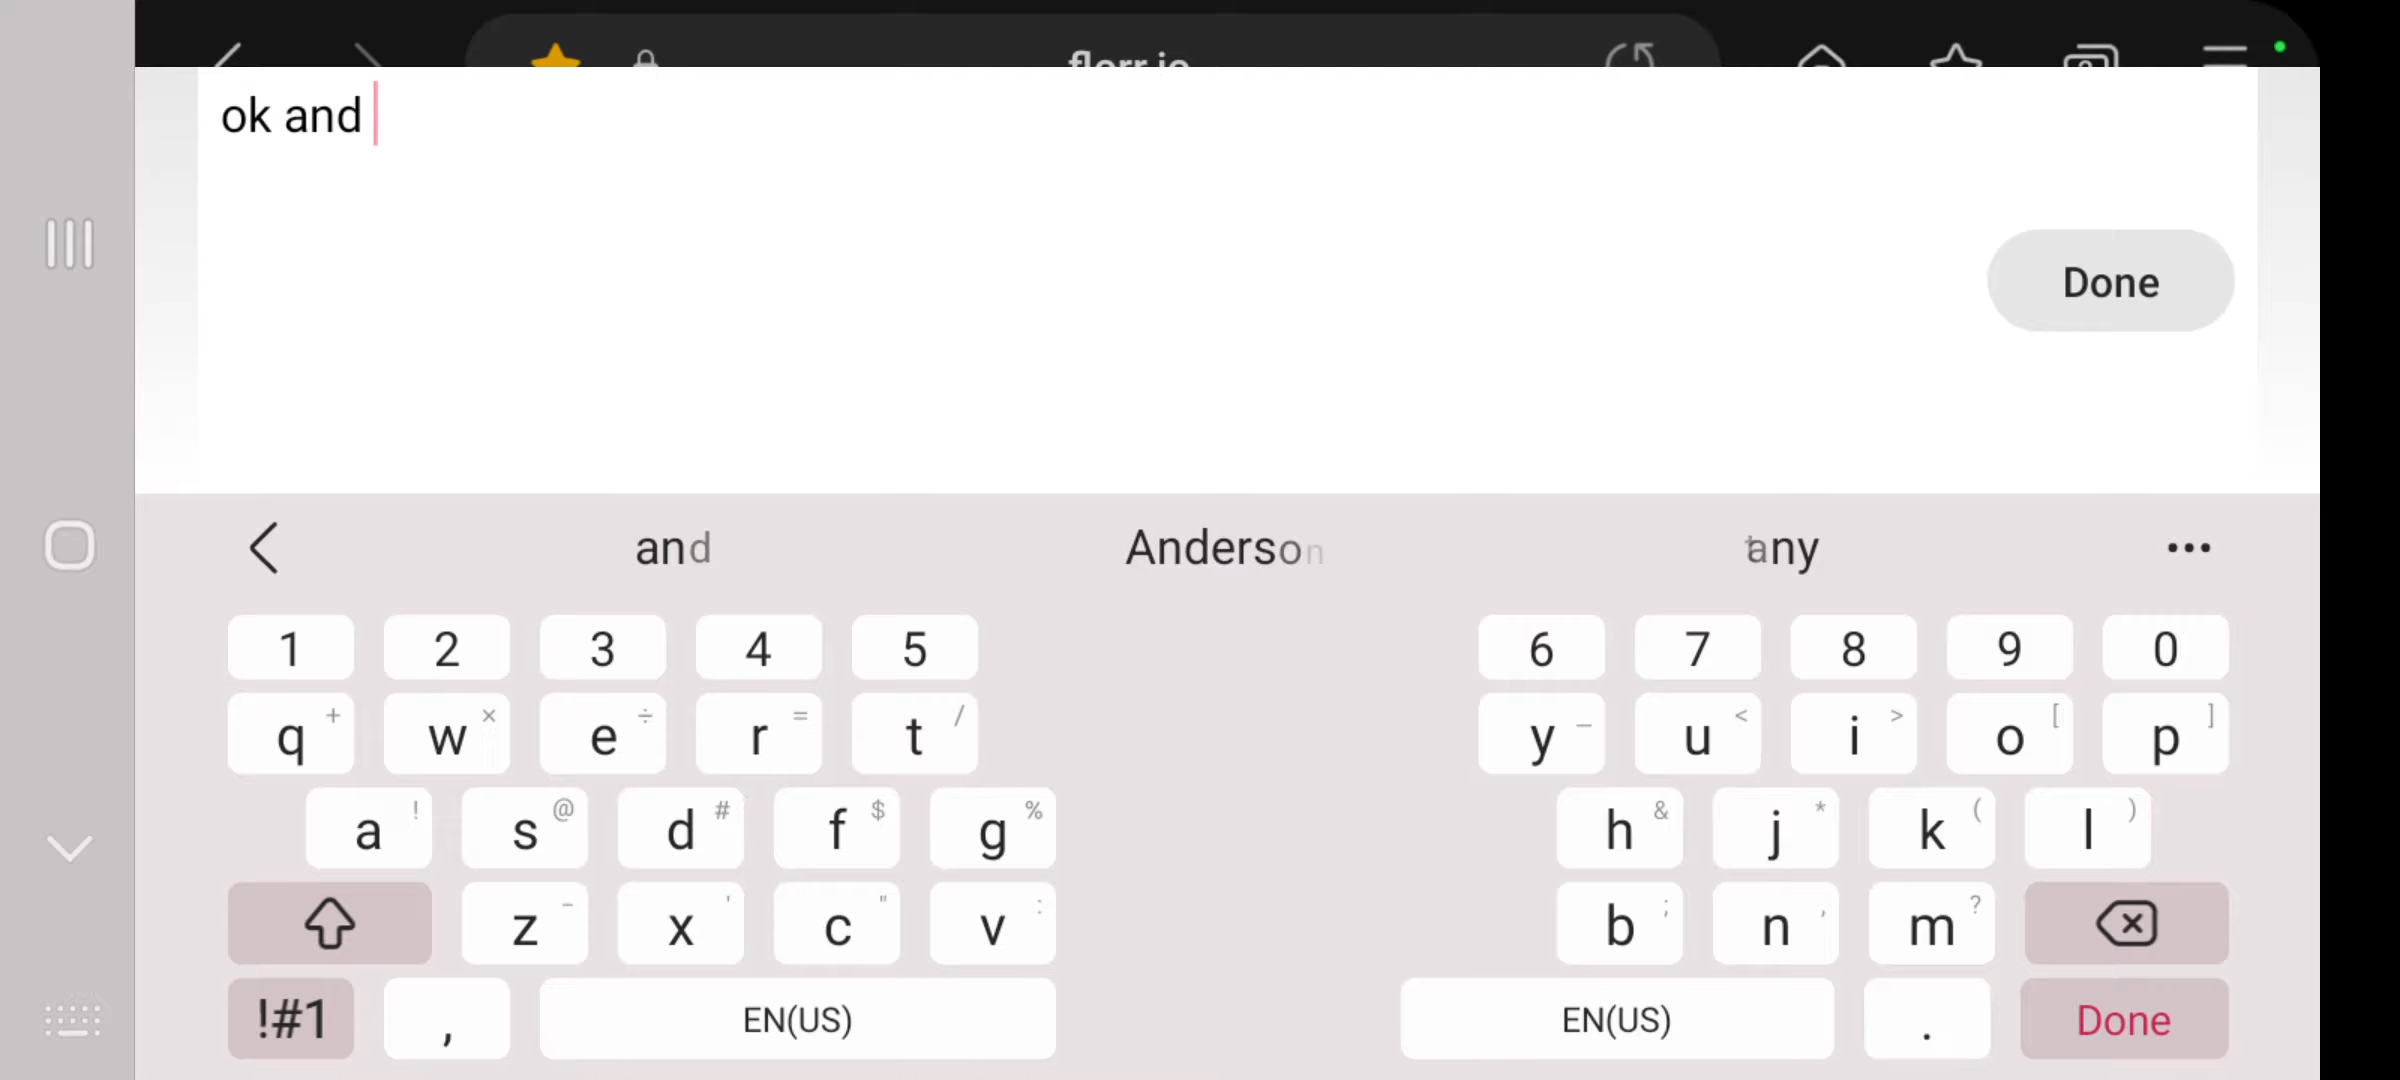 florr.io
ok and
Done
and Anderson any
1 2 3 4 5 6 7 8 9 0
q + w × e ÷ r = t / y _ u < i > o [ p ]
a ! s @ d # f $ g % h & j * k ( l )
z - x ' c " v : b ; n , m ?
!#1 , EN(US) EN(US) . Done